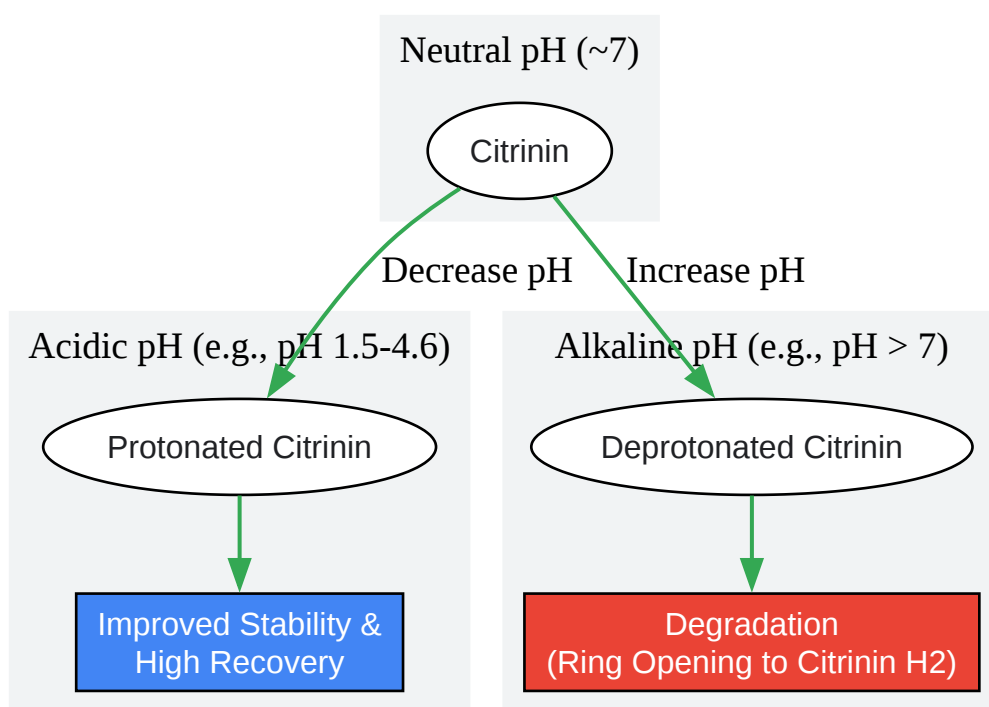 Neutral pH (~7)
Citrinin
Decrease pH
Increase pH
Acidic pH (e.g., pH 1.5-4.6)
Alkaline pH (e.g., pH > 7)
Protonated Citrinin
Deprotonated Citrinin
Improved Stability &
High Recovery
Degradation
(Ring Opening to Citrinin H2)